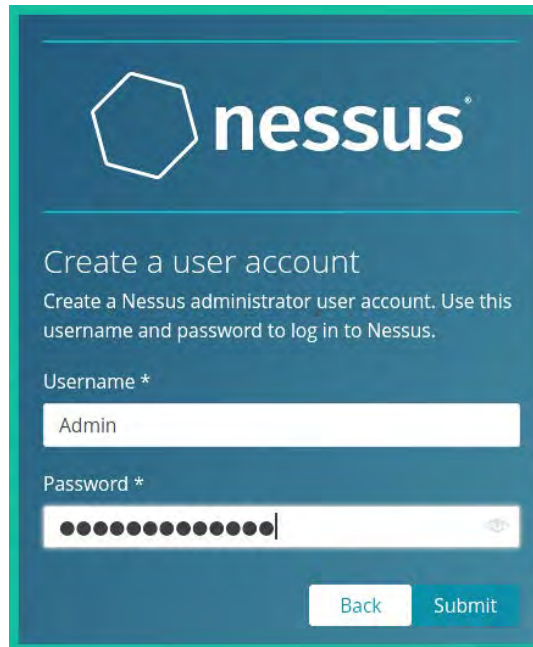 nessus®
Create a user account
Create a Nessus administrator user account. Use this
username and password to log in to Nessus.
Username *
Admin
Password *
●●●●●●●●●●●●●
Back Submit